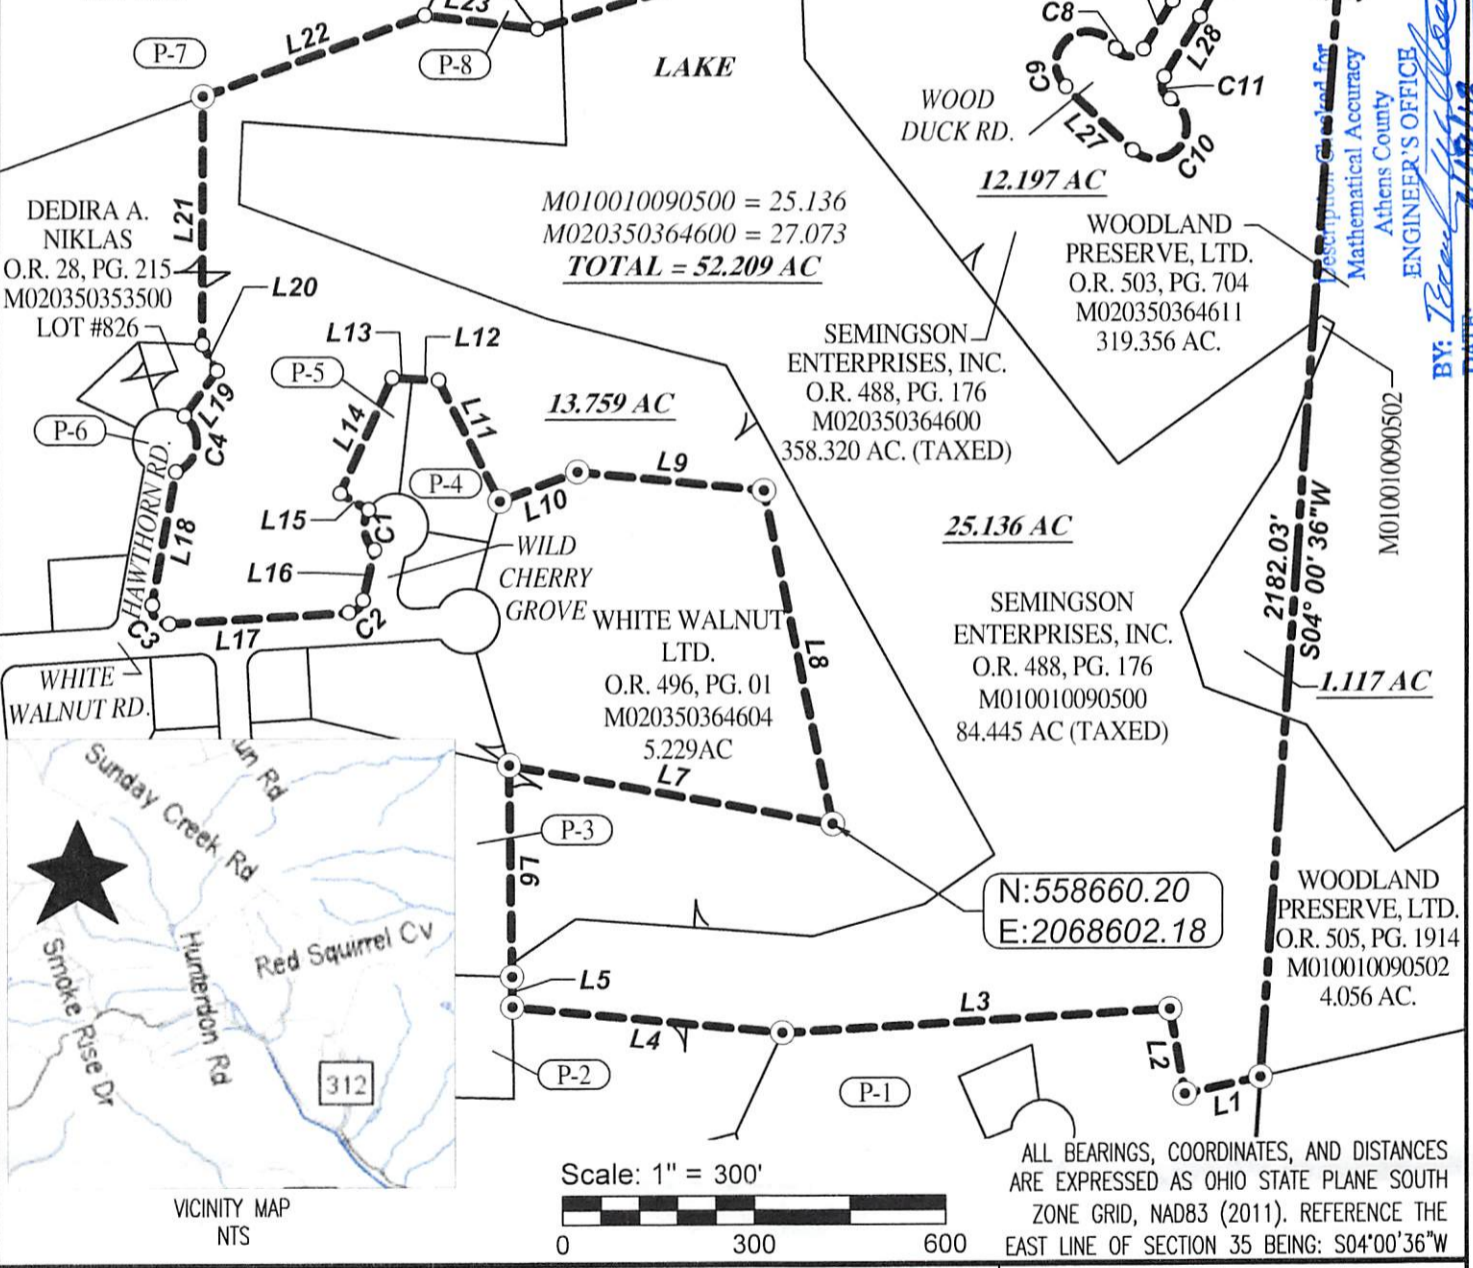 L22
L23
P-7
P-8
LAKE
C8
L28
C9
C11
WOOD
DUCK RD.
L27
C10
12.197 AC
Mathematical Accuracy
Athens County
ENGINEER'S OFFICE
BY:
DATE:
DEDIRA A.
NIKLAS
O.R. 28, PG. 215
M020350353500
LOT #826
L21
L20
M010010090500 = 25.136
M020350364600 = 27.073
TOTAL = 52.209 AC
WOODLAND
PRESERVE, LTD.
O.R. 503, PG. 704
M020350364611
319.356 AC.
SEMINGSON
ENTERPRISES, INC.
O.R. 488, PG. 176
M020350364600
358.320 AC. (TAXED)
L13
L12
P-5
L14
L11
13.759 AC
L19
P-6
C4
HAWTHORN RD.
L18
P-4
L10
L9
L15
C1
L16
WILD
CHERRY
GROVE
C2
C3
L17
WHITE
WALNUT RD.
25.136 AC
M010010090502
2182.03'
S04° 00' 36"W
WHITE WALNUT
LTD.
O.R. 496, PG. 01
M020350364604
5.229AC
L8
SEMINGSON
ENTERPRISES, INC.
O.R. 488, PG. 176
M010010090500
84.445 AC (TAXED)
1.117 AC
L7
P-3
L6
N:558660.20
E:2068602.18
WOODLAND
PRESERVE, LTD.
O.R. 505, PG. 1914
M010010090502
4.056 AC.
L5
L4
L3
L2
L1
P-2
P-1
Sunday Creek Rd
un Rd
Red Squirrel Cv
Smoke Rise Dr
Hunterdon Rd
312
VICINITY MAP
NTS
Scale: 1" = 300'
0 300 600
ALL BEARINGS, COORDINATES, AND DISTANCES
ARE EXPRESSED AS OHIO STATE PLANE SOUTH
ZONE GRID, NAD83 (2011). REFERENCE THE
EAST LINE OF SECTION 35 BEING: S04°00'36"W